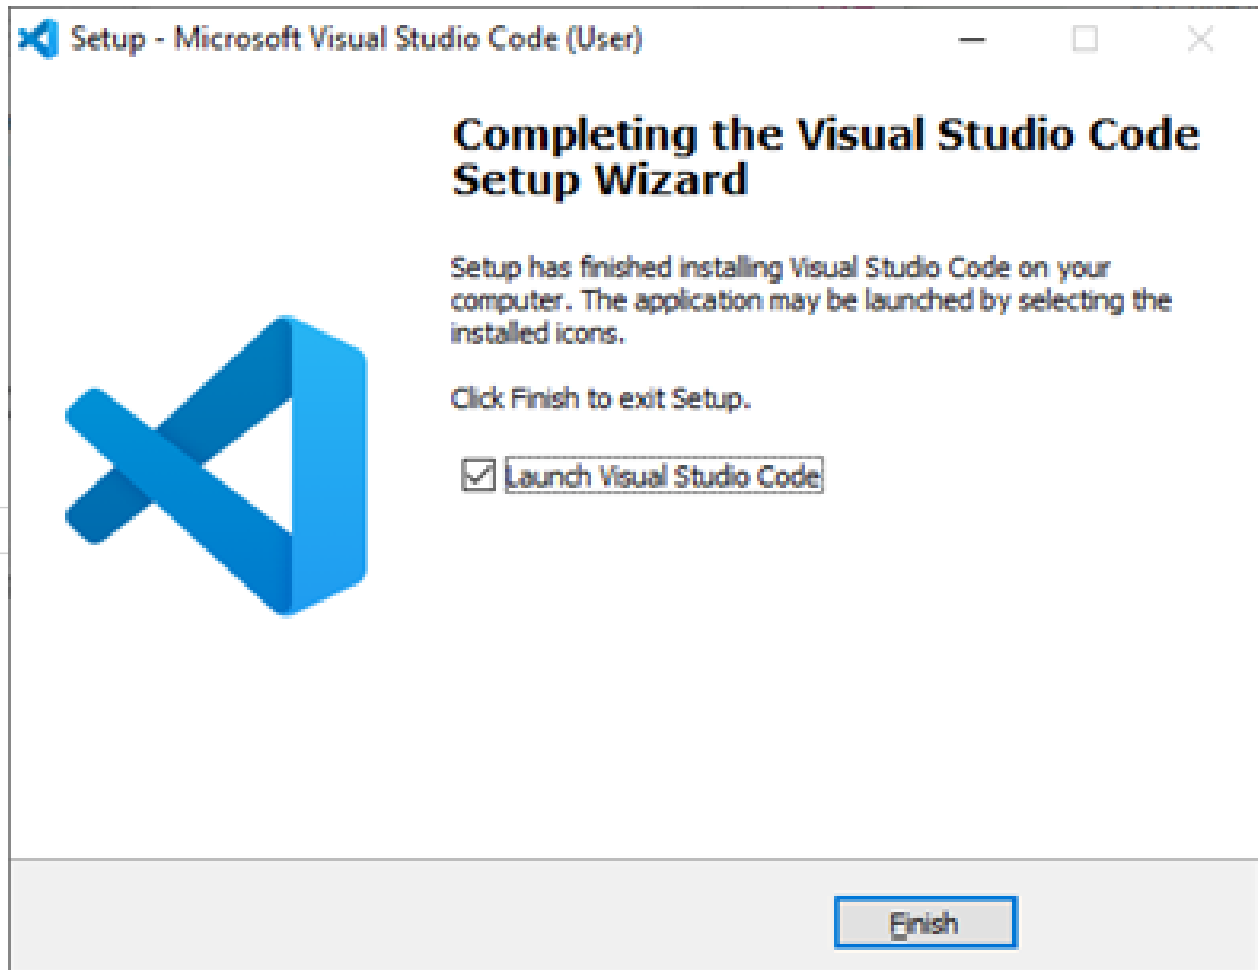 Setup - Microsoft Visual Studio Code (User)
Completing the Visual Studio Code
Setup Wizard
Setup has finished installing Visual Studio Code on your
computer. The application may be launched by selecting the
installed icons.
Click Finish to exit Setup.
Launch Visual Studio Code
Finish